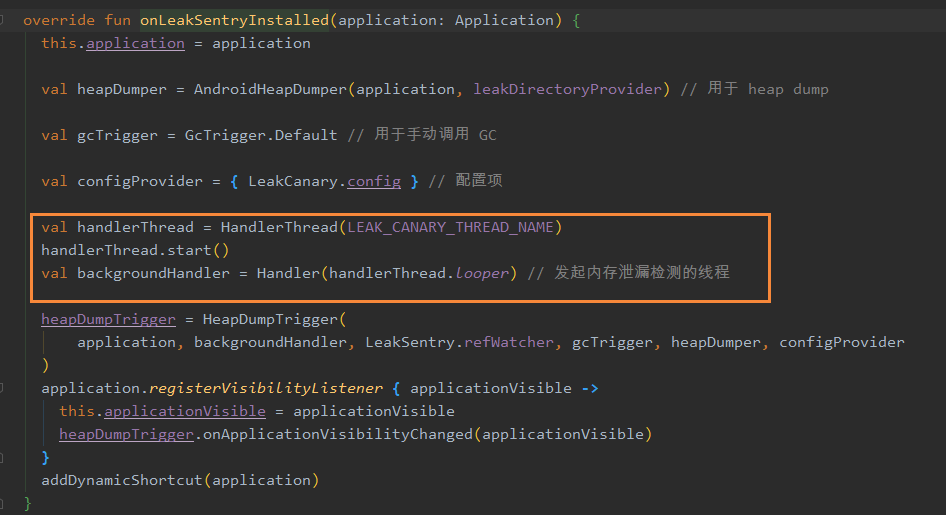 override fun onLeakSentryInstalled(application: Application) {
this.application = application
val heapDumper = AndroidHeapDumper(application, leakDirectoryProvider) // 用于 heap dump
val gcTrigger = GcTrigger.Default // 用于手动调用 GC
val configProvider = { LeakCanary.config } // 配置项
val handlerThread = HandlerThread(LEAK_CANARY_THREAD_NAME)
handlerThread.start()
val backgroundHandler = Handler(handlerThread.looper) // 发起内存泄漏检测的线程
heapDumpTrigger = HeapDumpTrigger(
application, backgroundHandler, LeakSentry.refWatcher, gcTrigger, heapDumper, configProvider
)
application.registerVisibilityListener { applicationVisible ->
this.applicationVisible = applicationVisible
heapDumpTrigger.onApplicationVisibilityChanged(applicationVisible)
}
addDynamicShortcut(application)
}